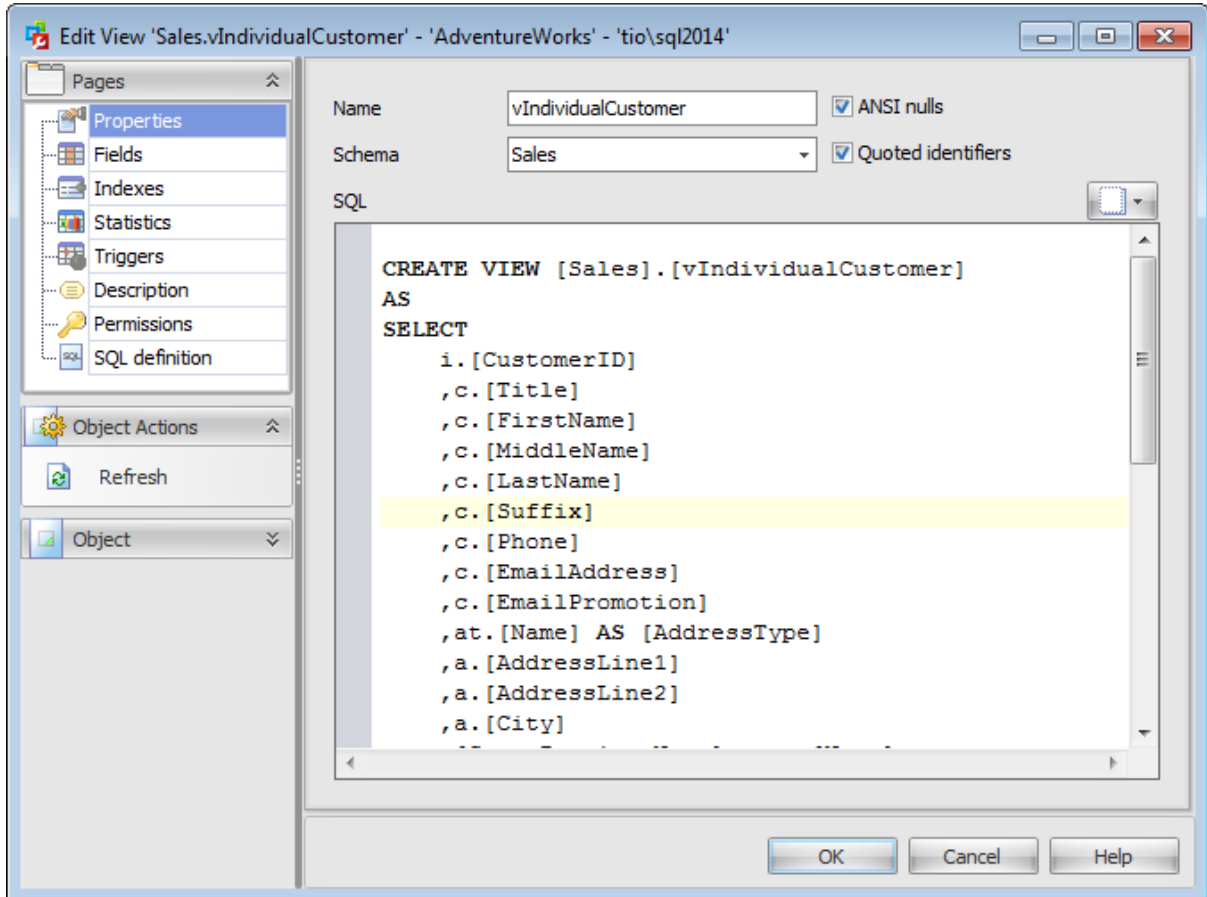 Edit View 'Sales.vIndividualCustomer' - 'AdventureWorks' - 'tio\sql2014'
Pages
Properties
Fields
Indexes
Statistics
Triggers
Description
Permissions
SQL definition
Object Actions
Refresh
Object
Name vIndividualCustomer ANSI nulls
Schema Sales Quoted identifiers
SQL
CREATE VIEW [Sales].[vIndividualCustomer]
AS
SELECT
i.[CustomerID]
,c.[Title]
,c.[FirstName]
,c.[MiddleName]
,c.[LastName]
,c.[Suffix]
,c.[Phone]
,c.[EmailAddress]
,c.[EmailPromotion]
,at.[Name] AS [AddressType]
,a.[AddressLine1]
,a.[AddressLine2]
,a.[City]
OK Cancel Help